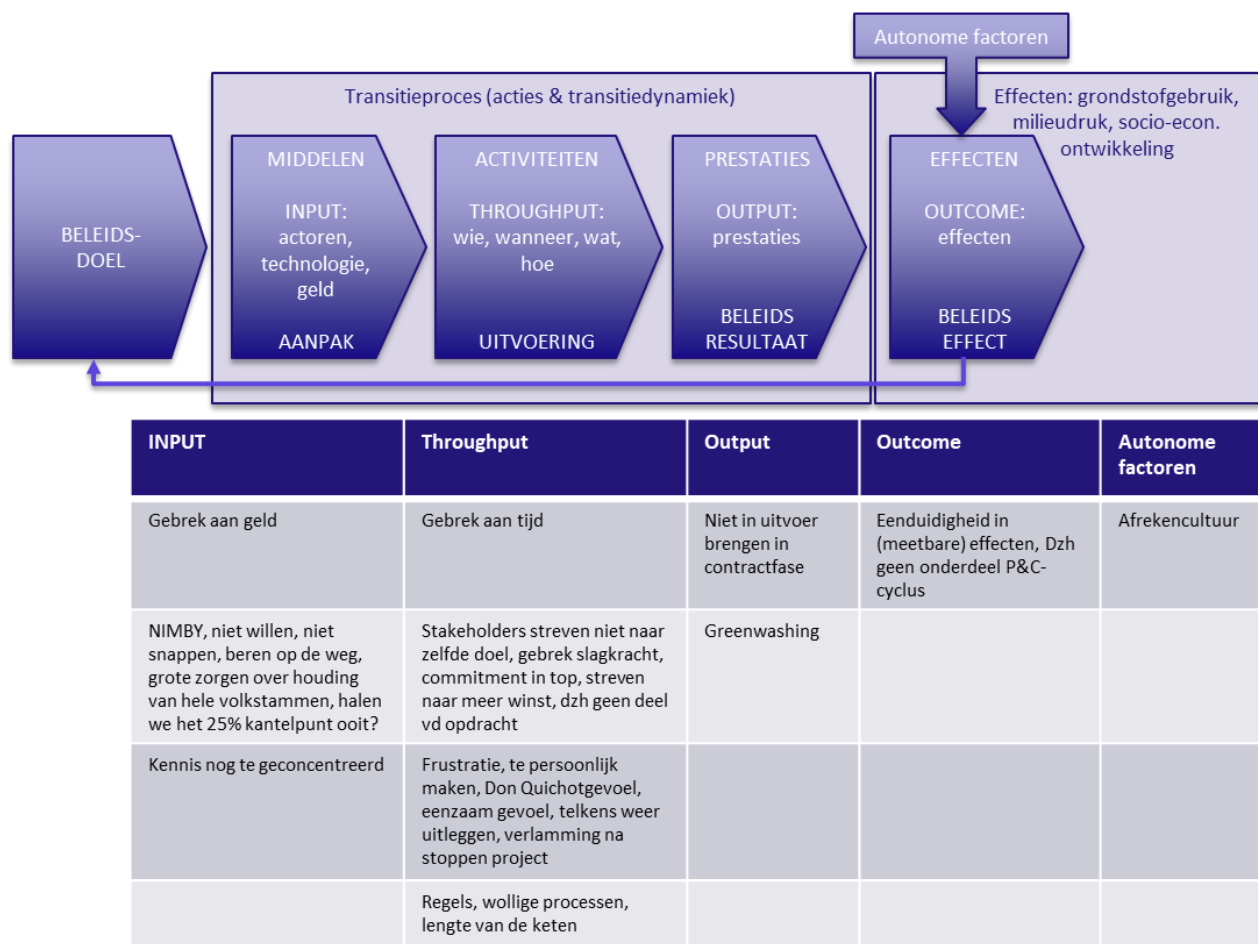 Autonome factoren
Transitieproces (acties & transitiedynamiek)
Effecten: grondstofgebruik,
milieudruk, socio-econ.
ontwikkeling
BELEIDS-
DOEL
MIDDELEN
INPUT:
actoren,
technologie,
geld
AANPAK
ACTIVITEITEN
THROUGHPUT:
wie, wanneer, wat,
hoe
UITVOERING
PRESTATIES
OUTPUT:
prestaties
BELEIDS
RESULTAAT
EFFECTEN
OUTCOME:
effecten
BELEIDS
EFFECT
INPUT
Throughput
Output
Outcome
Autonome
factoren
Gebrek aan geld
Gebrek aan tijd
Niet in uitvoer
brengen in
contractfase
Eenduidigheid in
(meetbare) effecten, Dzh
geen onderdeel P&C-
cyclus
Afrekencultuur
NIMBY, niet willen, niet
snappen, beren op de weg,
grote zorgen over houding
van hele volkstammen, halen
we het 25% kantelpunt ooit?
Stakeholders streven niet naar
zelfde doel, gebrek slagkracht,
commitment in top, streven
naar meer winst, dzh geen deel
vd opdracht
Greenwashing
Kennis nog te geconcentreerd
Frustratie, te persoonlijk
maken, Don Quichotgevoel,
eenzaam gevoel, telkens weer
uitleggen, verlamming na
stoppen project
Regels, wollige processen,
lengte van de keten